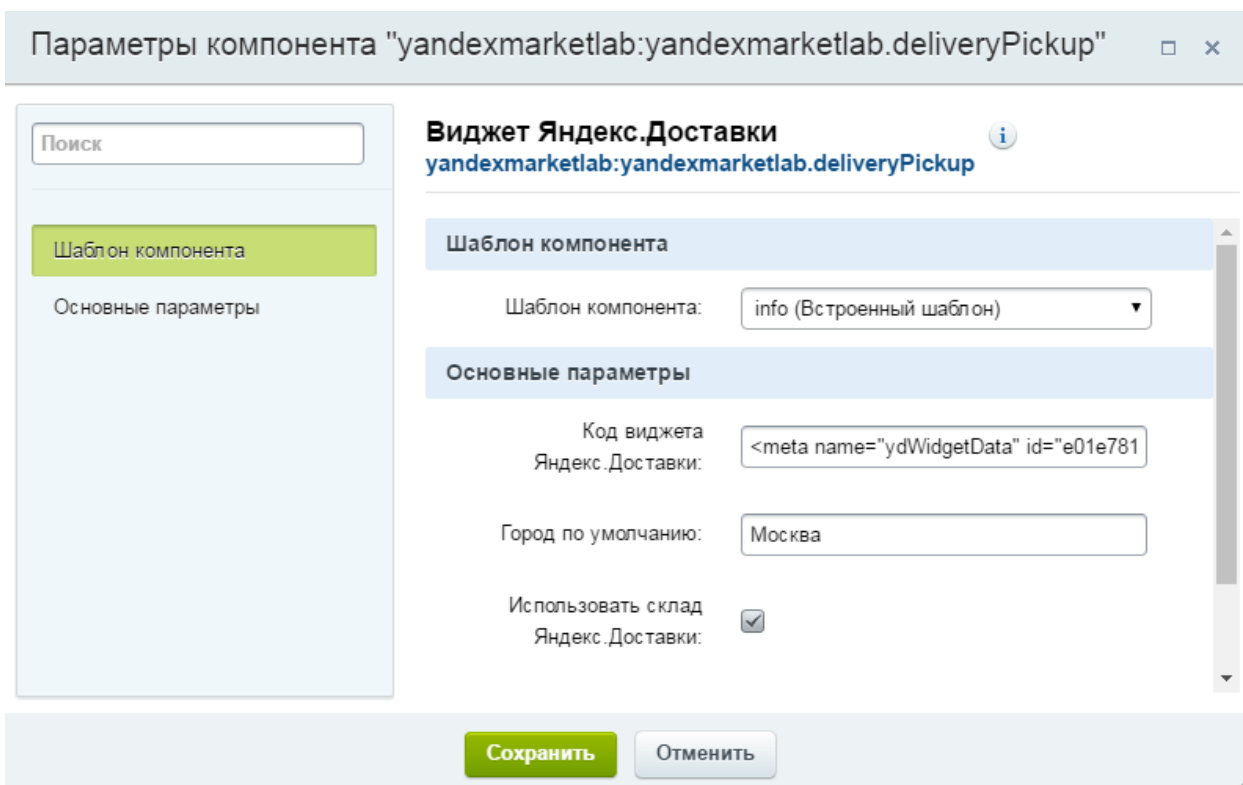 Параметры компонента "yandexmarketlab:yandexmarketlab.deliveryPickup"
Поиск
Шаблон компонента
Основные параметры
Виджет Яндекс.Доставки
yandexmarketlab:yandexmarketlab.deliveryPickup
Шаблон компонента
Шаблон компонента:
info (Встроенный шаблон)
Основные параметры
Код виджета
Яндекс.Доставки:
<meta name="ydWidgetData" id="e01e781
Город по умолчанию:
Москва
Использовать склад
Яндекс.Доставки:
Сохранить
Отменить